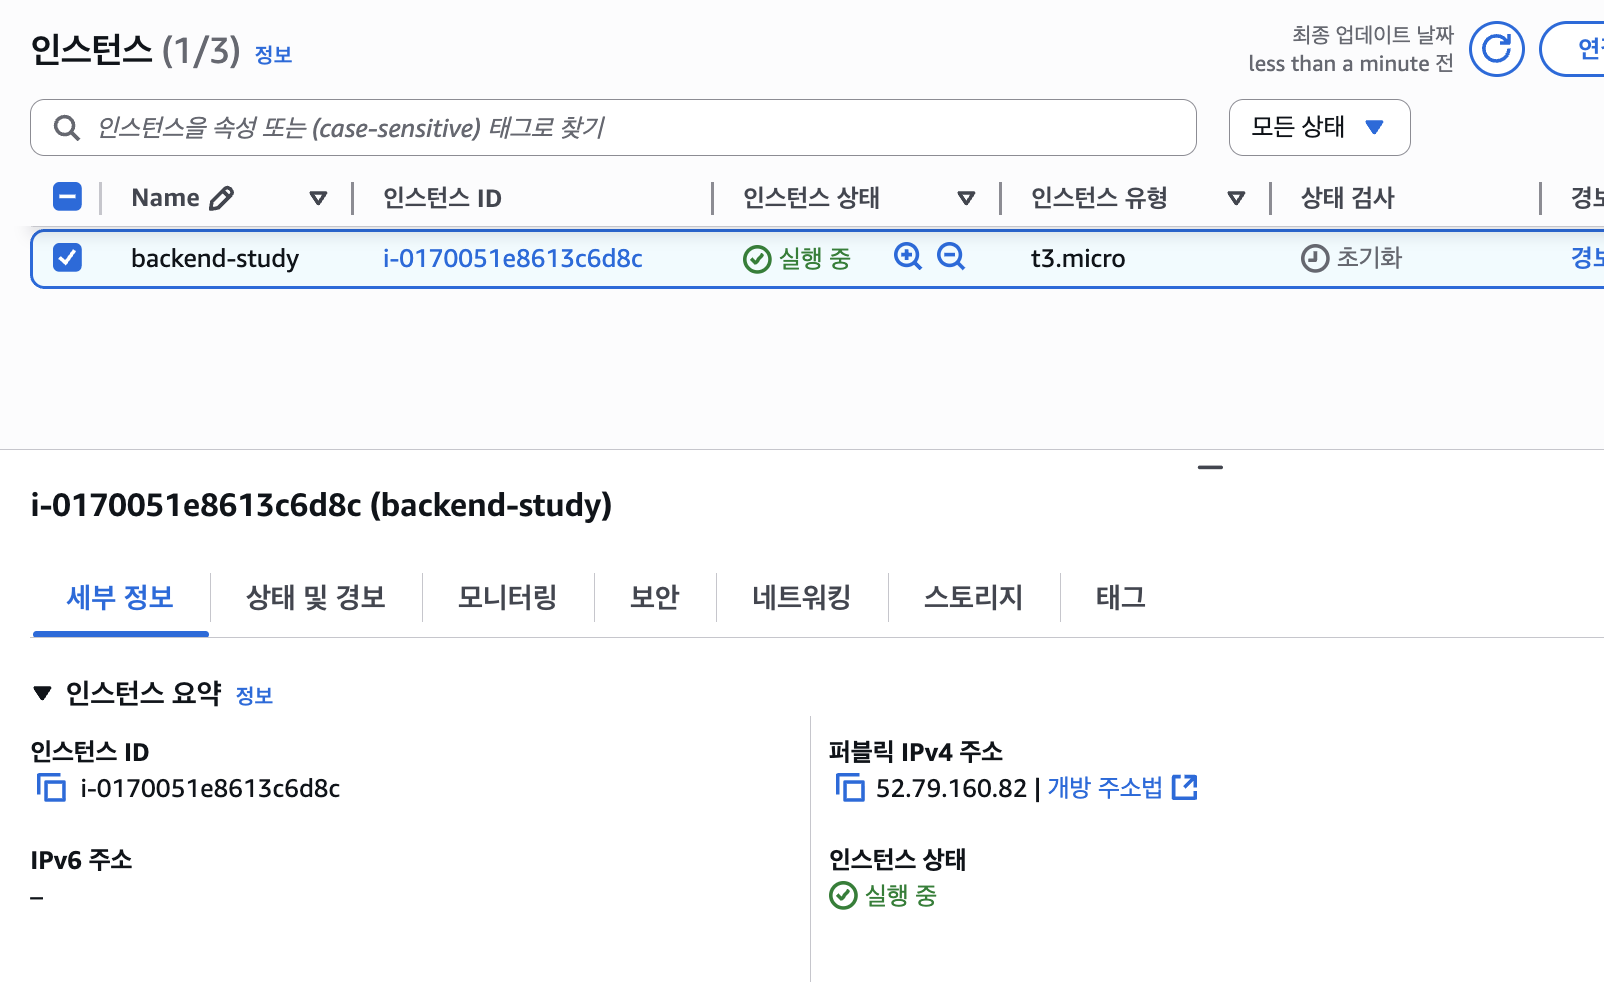 인스턴스 (1/3) 정보
최종 업데이트 날짜
less than a minute 전
인스턴스을 속성 또는 (case-sensitive) 태그로 찾기
모든 상태
Name 인스턴스 ID 인스턴스 상태 인스턴스 유형 상태 검사
backend-study i-0170051e8613c6d8c 실행 중 t3.micro 초기화
i-0170051e8613c6d8c (backend-study)
세부 정보 상태 및 경보 모니터링 보안 네트워킹 스토리지 태그
인스턴스 요약 정보
인스턴스 ID
i-0170051e8613c6d8c
퍼블릭 IPv4 주소
52.79.160.82 | 개방 주소법
IPv6 주소
–
인스턴스 상태
실행 중